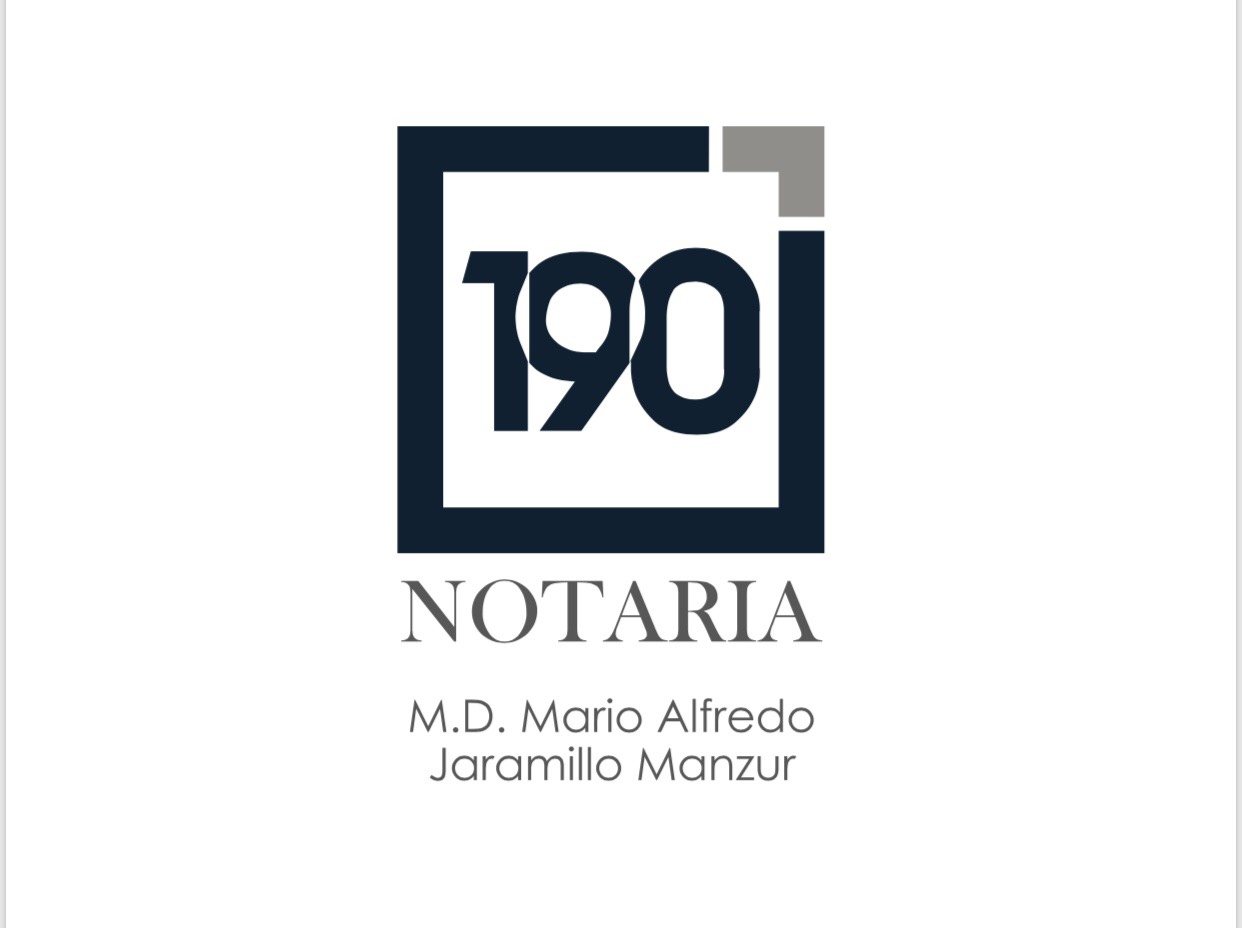 190
NOTARIA
M.D. Mario Alfredo
Jaramillo Manzur